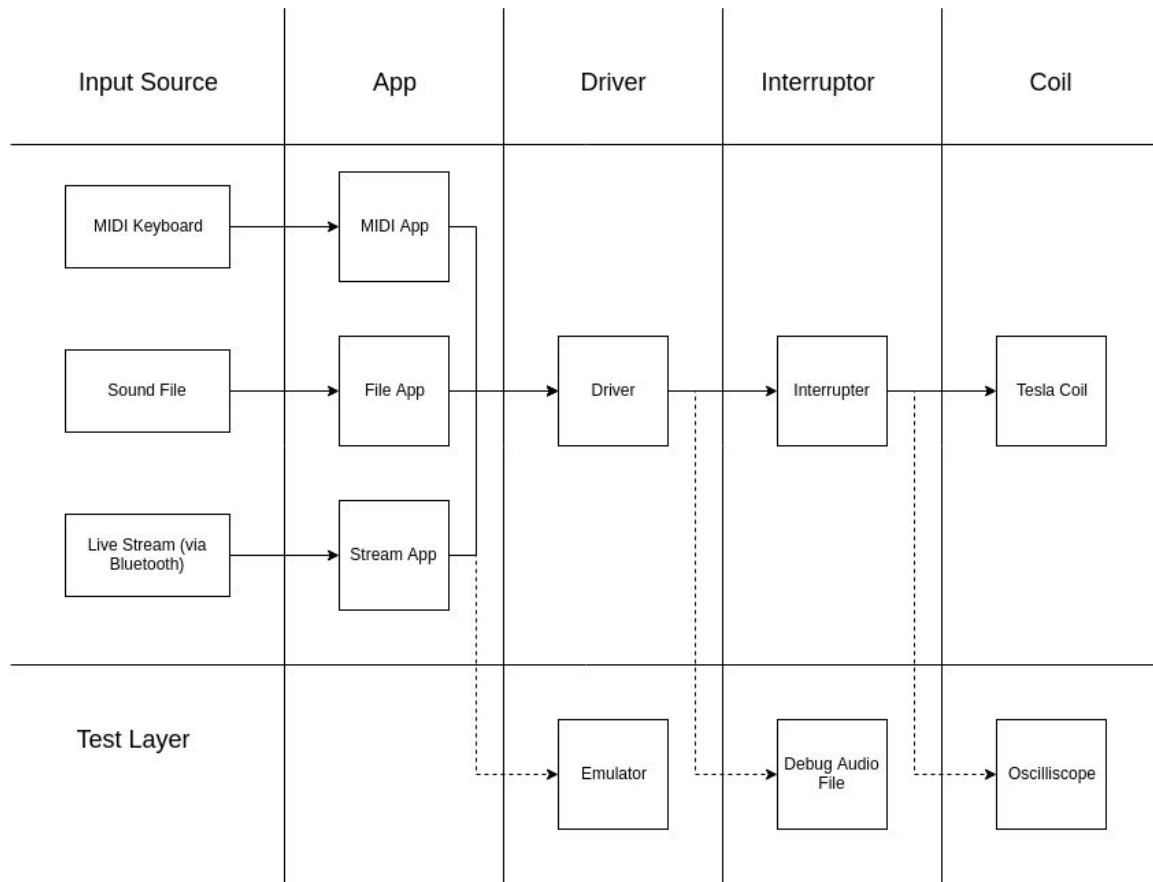 Input Source
App
Driver
Interruptor
Coil
MIDI Keyboard
MIDI App
Sound File
File App
Driver
Interrupter
Tesla Coil
Live Stream (via
Bluetooth)
Stream App
Test Layer
Emulator
Debug Audio
File
Oscilliscope